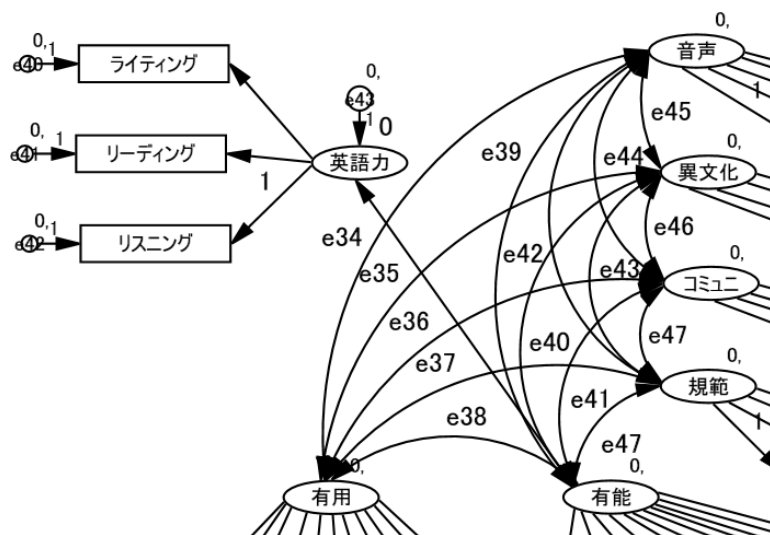 0,
1
e40
ライティング
0,
1
e41
リーディング
0,
1
e42
リスニング
0,
e43
1
0
英語力
1
0,
音声
1
e45
0,
異文化
e46
0,
コミュニ
e47
0,
規範
1
e39
e44
e34
e35
e42
e43
e36
e40
e37
e41
e38
e47
0,
有用
0,
有能